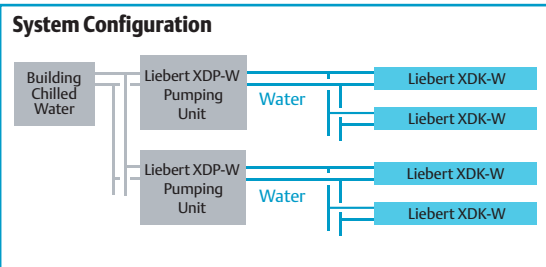 System Configuration
Building
Chilled
Water
Liebert XDP-W
Pumping
Unit
Water
Liebert XDK-W
Liebert XDK-W
Liebert XDP-W
Pumping
Unit
Water
Liebert XDK-W
Liebert XDK-W